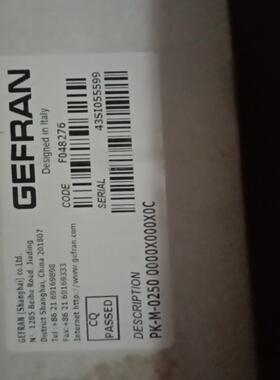 GEFRAN
Designed in Italy
CODE
F048276
SERIAL
43SI055599
GEFRAN (Shanghai) co.Ltd.
N° 1285 Beihe Road, Jiading
District Shanghai, China 201807
Tel.+86 21 69169898
Fax:+86 21 69169333
Internet http://www.gefran.com
CQ
PASSED
DESCRIPTION
PK-M-0250 0000X000X0C